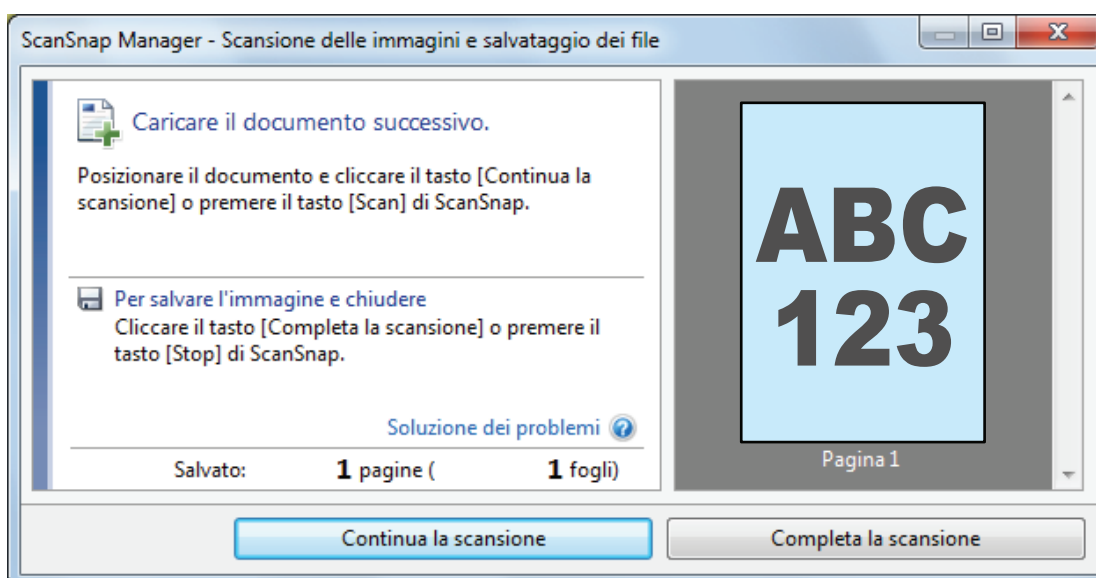 ScanSnap Manager - Scansione delle immagini e salvataggio dei file
Caricare il documento successivo.
Posizionare il documento e cliccare il tasto [Continua la
scansione] o premere il tasto [Scan] di ScanSnap.
Per salvare l'immagine e chiudere
Cliccare il tasto [Completa la scansione] o premere il
tasto [Stop] di ScanSnap.
Soluzione dei problemi
Salvato: 1 pagine ( 1 fogli)
ABC
123
Pagina 1
Continua la scansione
Completa la scansione